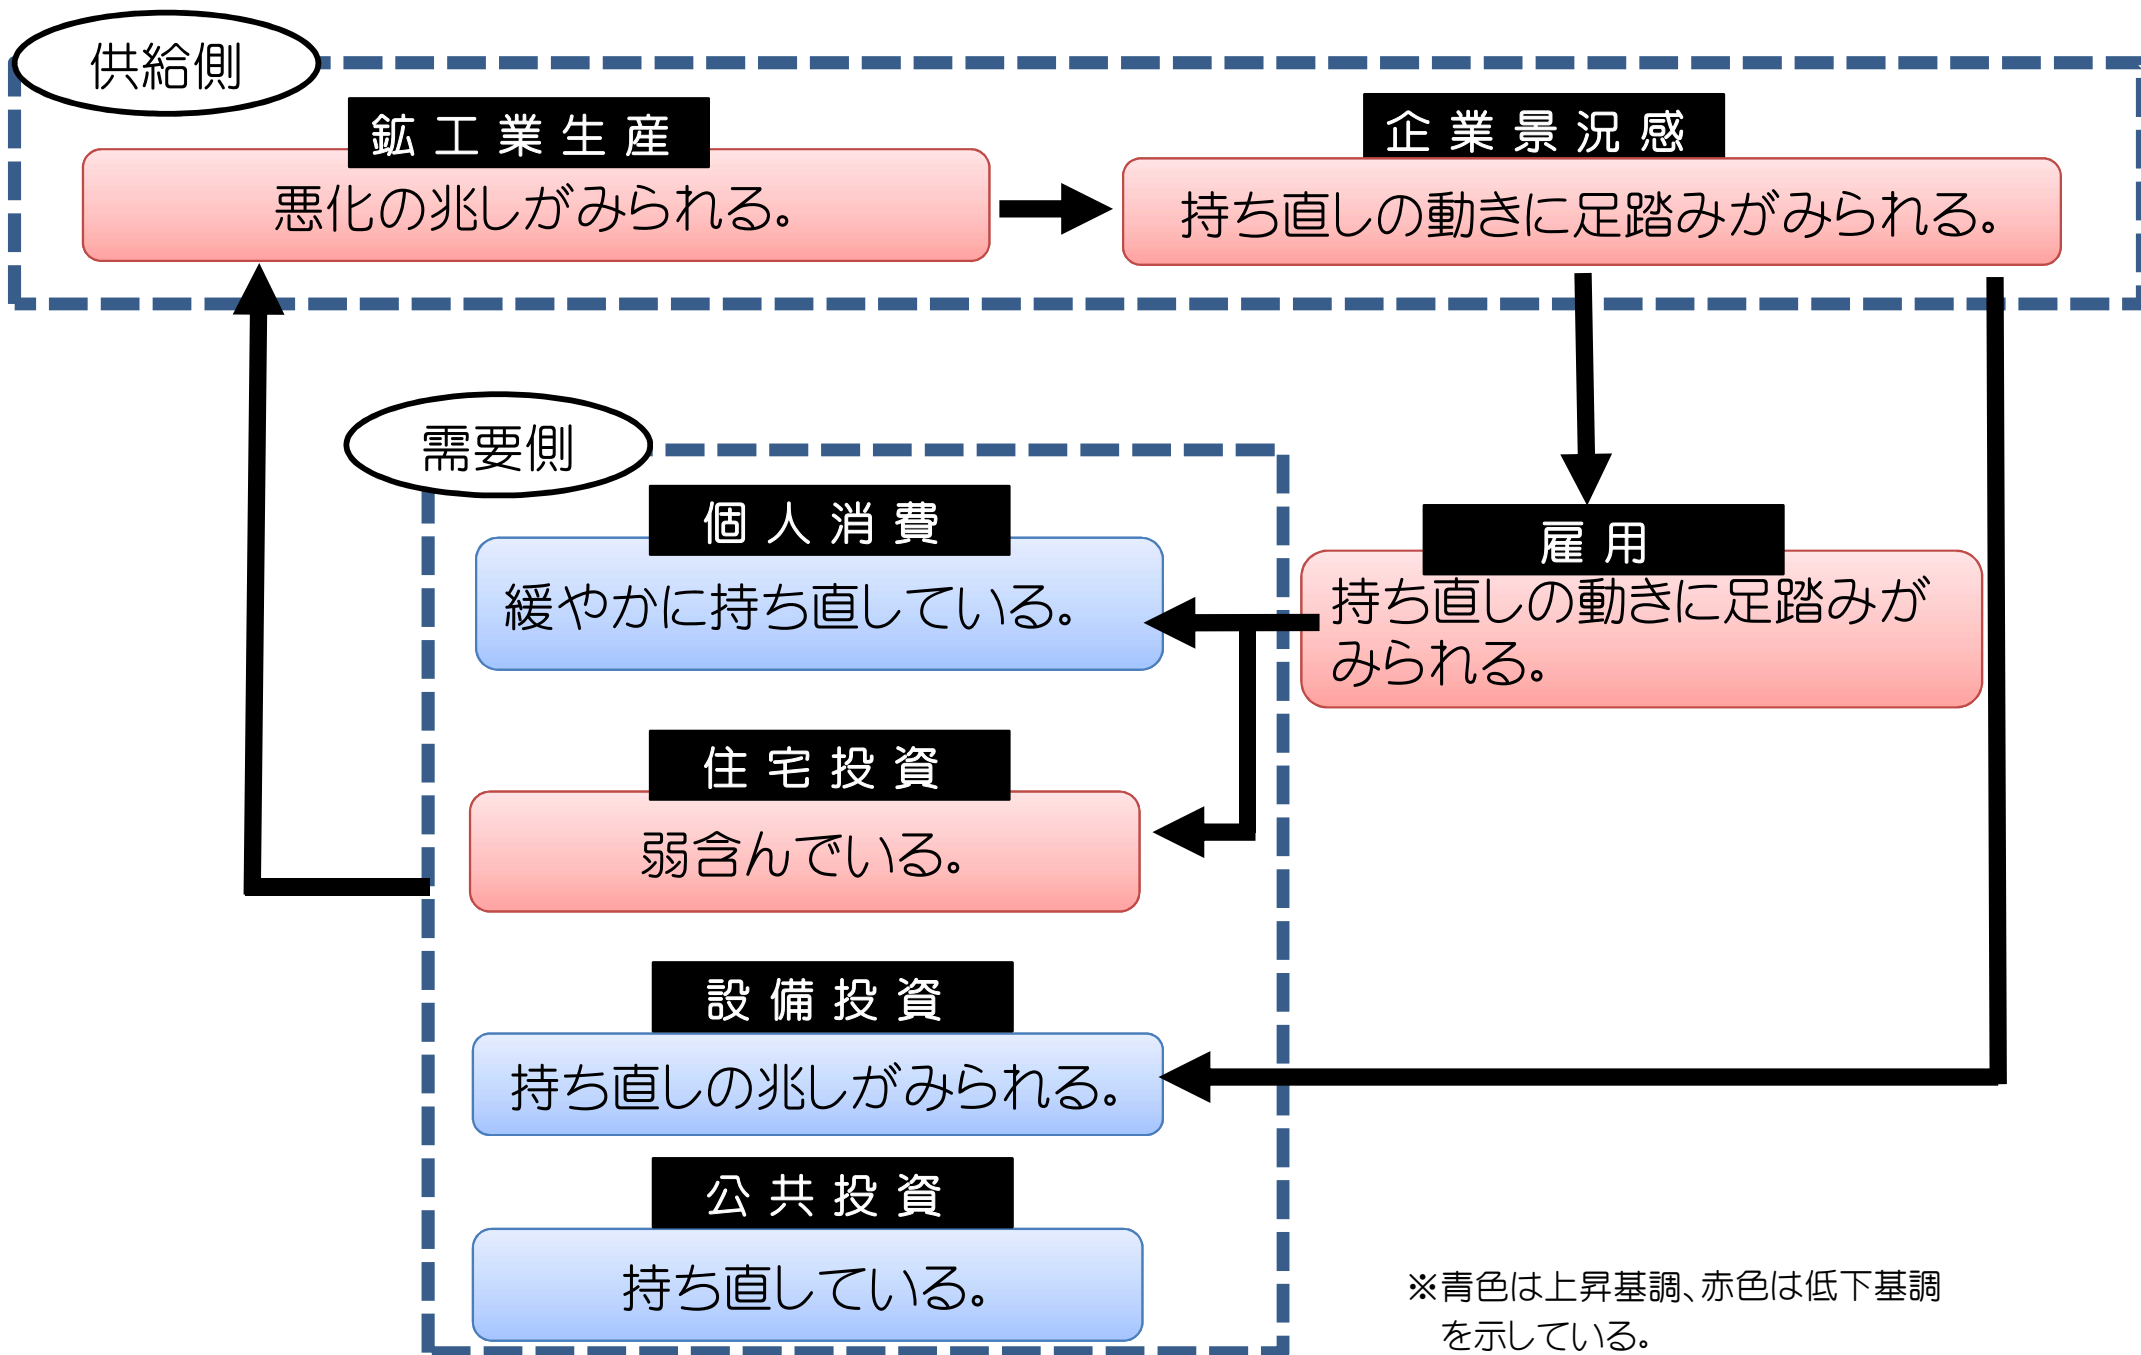 供給側
鉱工業生産
悪化の兆しがみられる。
企業景況感
持ち直しの動きに足踏みがみられる。
需要側
個人消費
緩やかに持ち直している。
雇用
持ち直しの動きに足踏みが
みられる。
住宅投資
弱含んでいる。
設備投資
持ち直しの兆しがみられる。
公共投資
持ち直している。
※青色は上昇基調、赤色は低下基調
を示している。